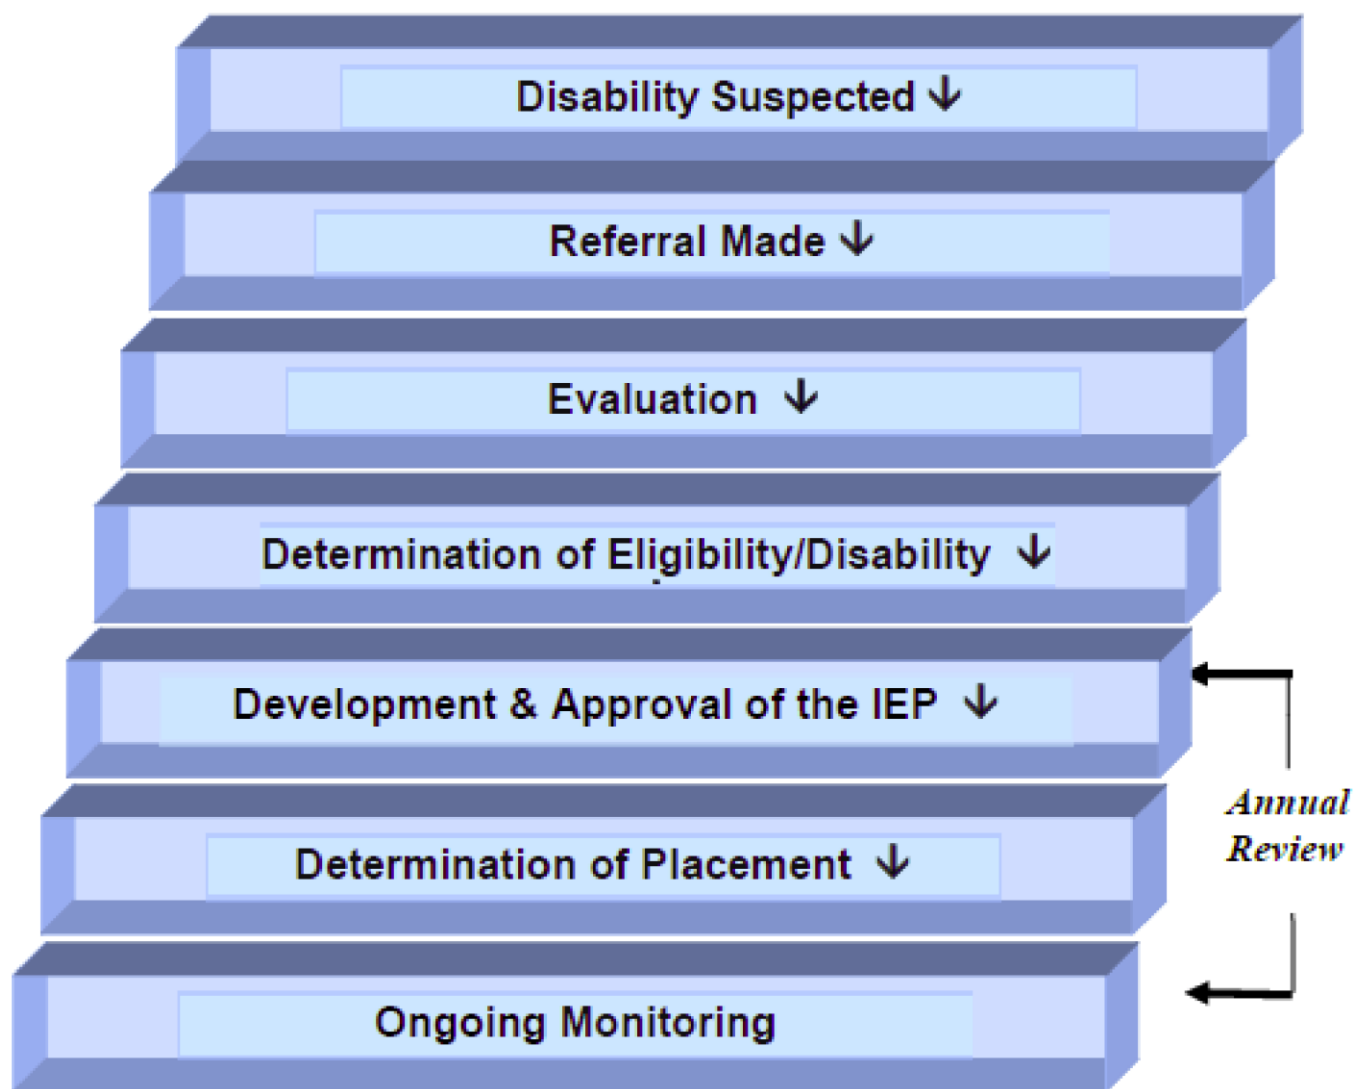 Disability Suspected ↓
Referral Made ↓
Evaluation ↓
Determination of Eligibility/Disability ↓
Development & Approval of the IEP ↓
Determination of Placement ↓
Ongoing Monitoring
Annual
Review